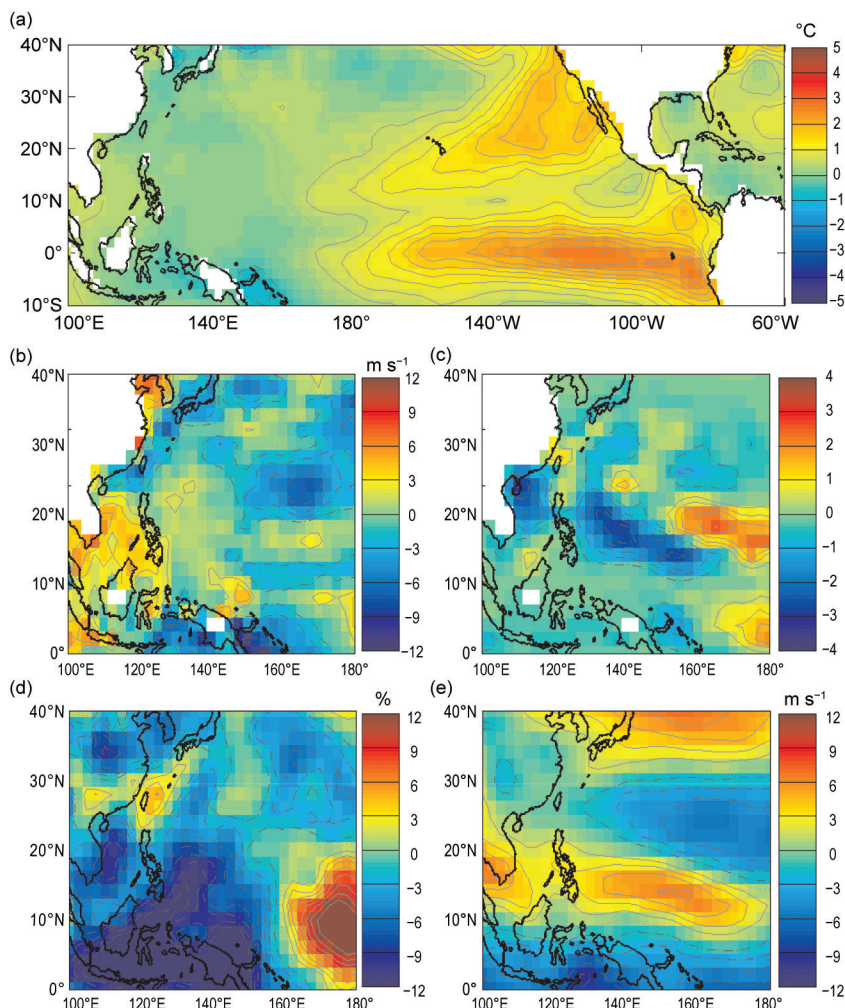 (a)
°C
40°N
30°N
20°N
10°N
0°
10°S
100°E 140°E 180° 140°W 100°W 60°W
5
4
3
2
1
0
−1
−2
−3
−4
−5
(b)
m s⁻¹
40°N
30°N
20°N
10°N
0°
100°E 120°E 140°E 160°E 180°
12
9
6
3
0
−3
−6
−9
−12
(c)
40°N
30°N
20°N
10°N
0°
100°E 120°E 140°E 160°E 180°
4
3
2
1
0
−1
−2
−3
−4
(d)
%
40°N
30°N
20°N
10°N
0°
100°E 120°E 140°E 160°E 180°
12
9
6
3
0
−3
−6
−9
−12
(e)
m s⁻¹
40°N
30°N
20°N
10°N
0°
100°E 120°E 140°E 160°E 180°
12
9
6
3
0
−3
−6
−9
−12